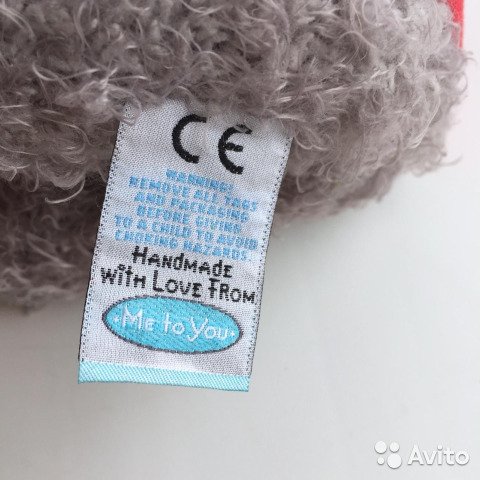 CE
WARNING:
REMOVE ALL TAGS
AND PACKAGING
BEFORE GIVING
TO A CHILD TO AVOID
CHOKING HAZARDS.
HANDMADE
WITH LOVE FROM
ME TO YOU
Avito